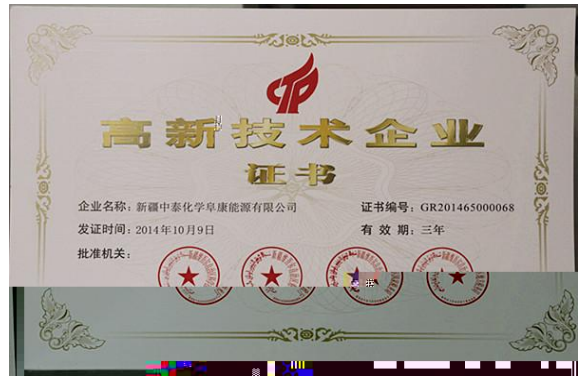 高新技术企业
证书
企业名称：新疆中泰化学阜康能源有限公司
证书编号：GR201465000068
发证时间：2014年10月9日
有 效 期：三年
批准机关：